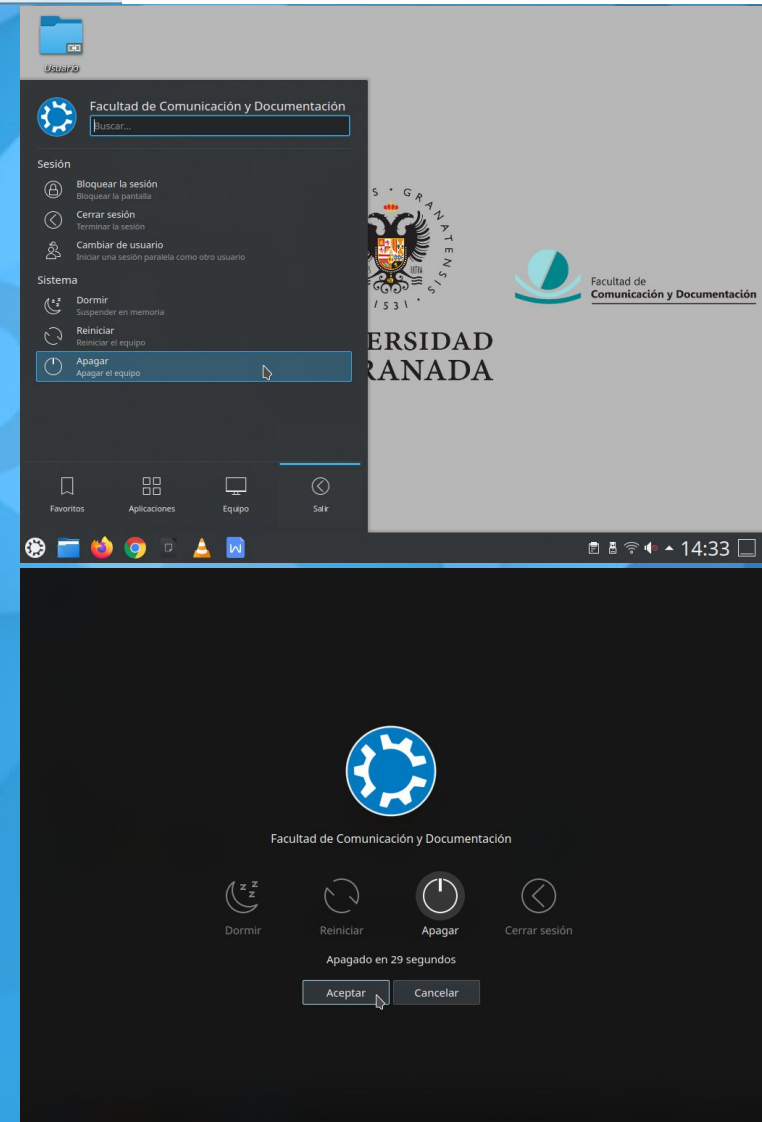 Usuario
Facultad de Comunicación y Documentación
Buscar...
Sesión
Bloquear la sesión
Bloquear la pantalla
Cerrar sesión
Terminar la sesión
Cambiar de usuario
Iniciar una sesión paralela como otro usuario
Sistema
Dormir
Suspender en memoria
Reiniciar
Reiniciar el equipo
Apagar
Apagar el equipo
Favoritos
Aplicaciones
Equipo
Salir
S · GRANATENSIS
1531 ·
ERSIDAD
RANADA
Facultad de
Comunicación y Documentación
14:33
Facultad de Comunicación y Documentación
Dormir
Reiniciar
Apagar
Cerrar sesión
Apagado en 29 segundos
Aceptar
Cancelar